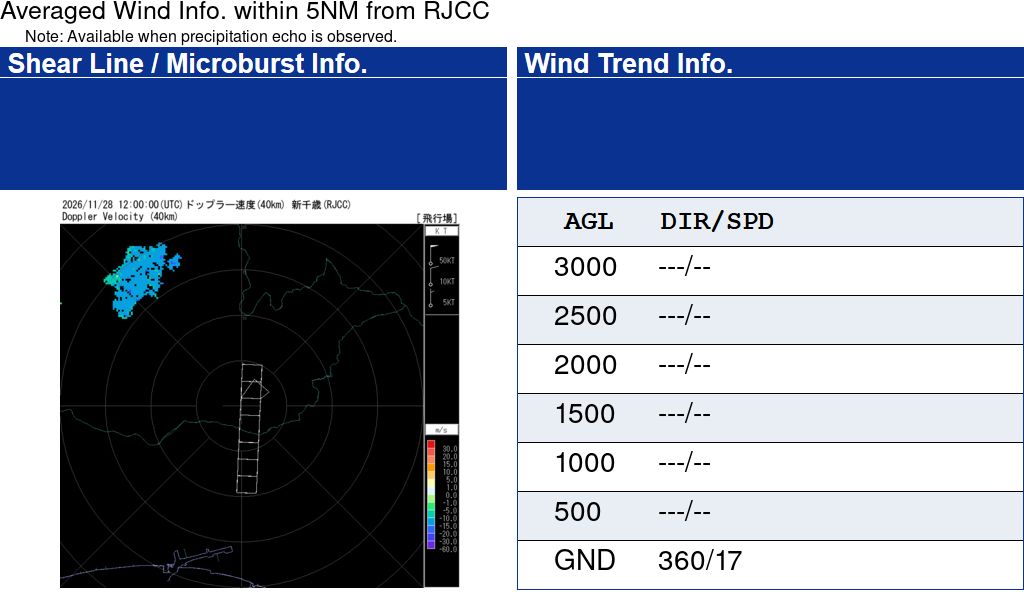 Averaged Wind Info. within 5NM from RJCC
Note: Available when precipitation echo is observed.
Shear Line / Microburst Info.
Wind Trend Info.
2026/11/28 12:00:00(UTC) ドップラー速度(40km) 新千歳(RJCC)
Doppler Velocity (40km)
[飛行場]
K T
50KT
10KT
5KT
m/s
30.0
20.0
15.0
10.0
5.0
1.0
0.0
-1.0
-5.0
-10.0
-15.0
-20.0
-30.0
-60.0
AGL DIR/SPD
3000 ---/--
2500 ---/--
2000 ---/--
1500 ---/--
1000 ---/--
500 ---/--
GND 360/17